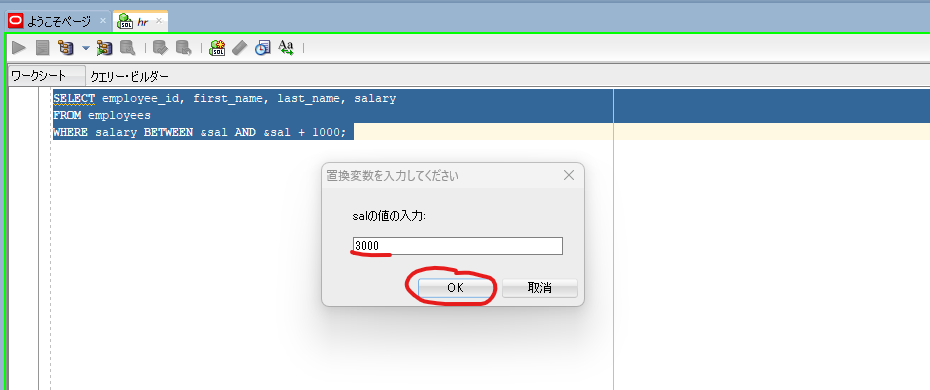 ようこそページ
SQL hr
SQL
Aa
ワークシート クエリー・ビルダー
SELECT employee_id, first_name, last_name, salary
FROM employees
WHERE salary BETWEEN &sal AND &sal + 1000;
置換変数を入力してください
salの値の入力:
3000
OK 取消